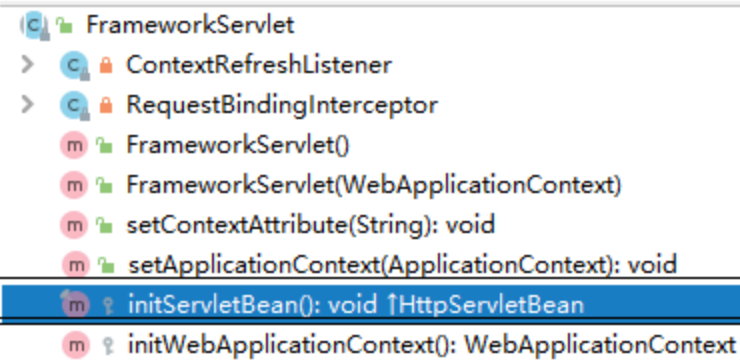 FrameworkServlet
ContextRefreshListener
RequestBindingInterceptor
FrameworkServlet()
FrameworkServlet(WebApplicationContext)
setContextAttribute(String): void
setApplicationContext(ApplicationContext): void
initServletBean(): void ↑HttpServletBean
initWebApplicationContext(): WebApplicationContext